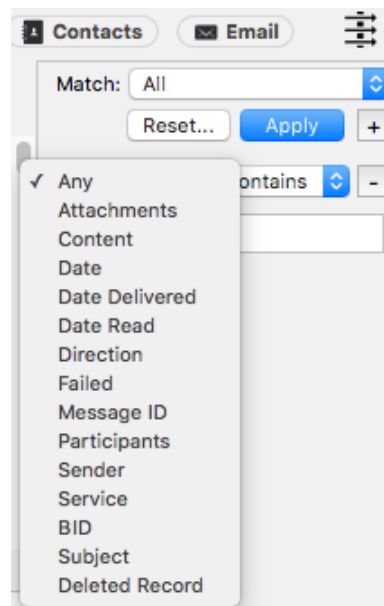 Contacts Email
Match: All
Reset... Apply +
✓ Any ontains -
Attachments
Content
Date
Date Delivered
Date Read
Direction
Failed
Message ID
Participants
Sender
Service
BID
Subject
Deleted Record